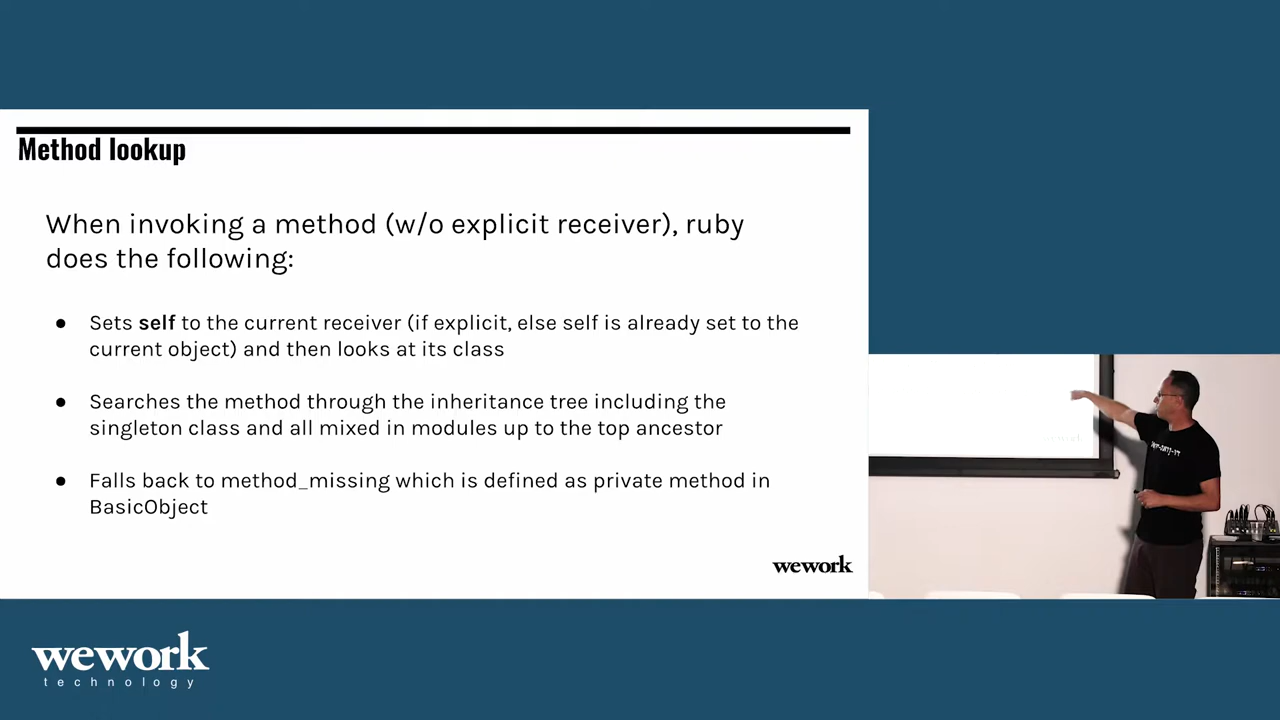 Method lookup
When invoking a method (w/o explicit receiver), ruby
does the following:
● Sets self to the current receiver (if explicit, else self is already set to the
current object) and then looks at its class
● Searches the method through the inheritance tree including the
singleton class and all mixed in modules up to the top ancestor
● Falls back to method_missing which is defined as private method in
BasicObject
wework
wework
technology